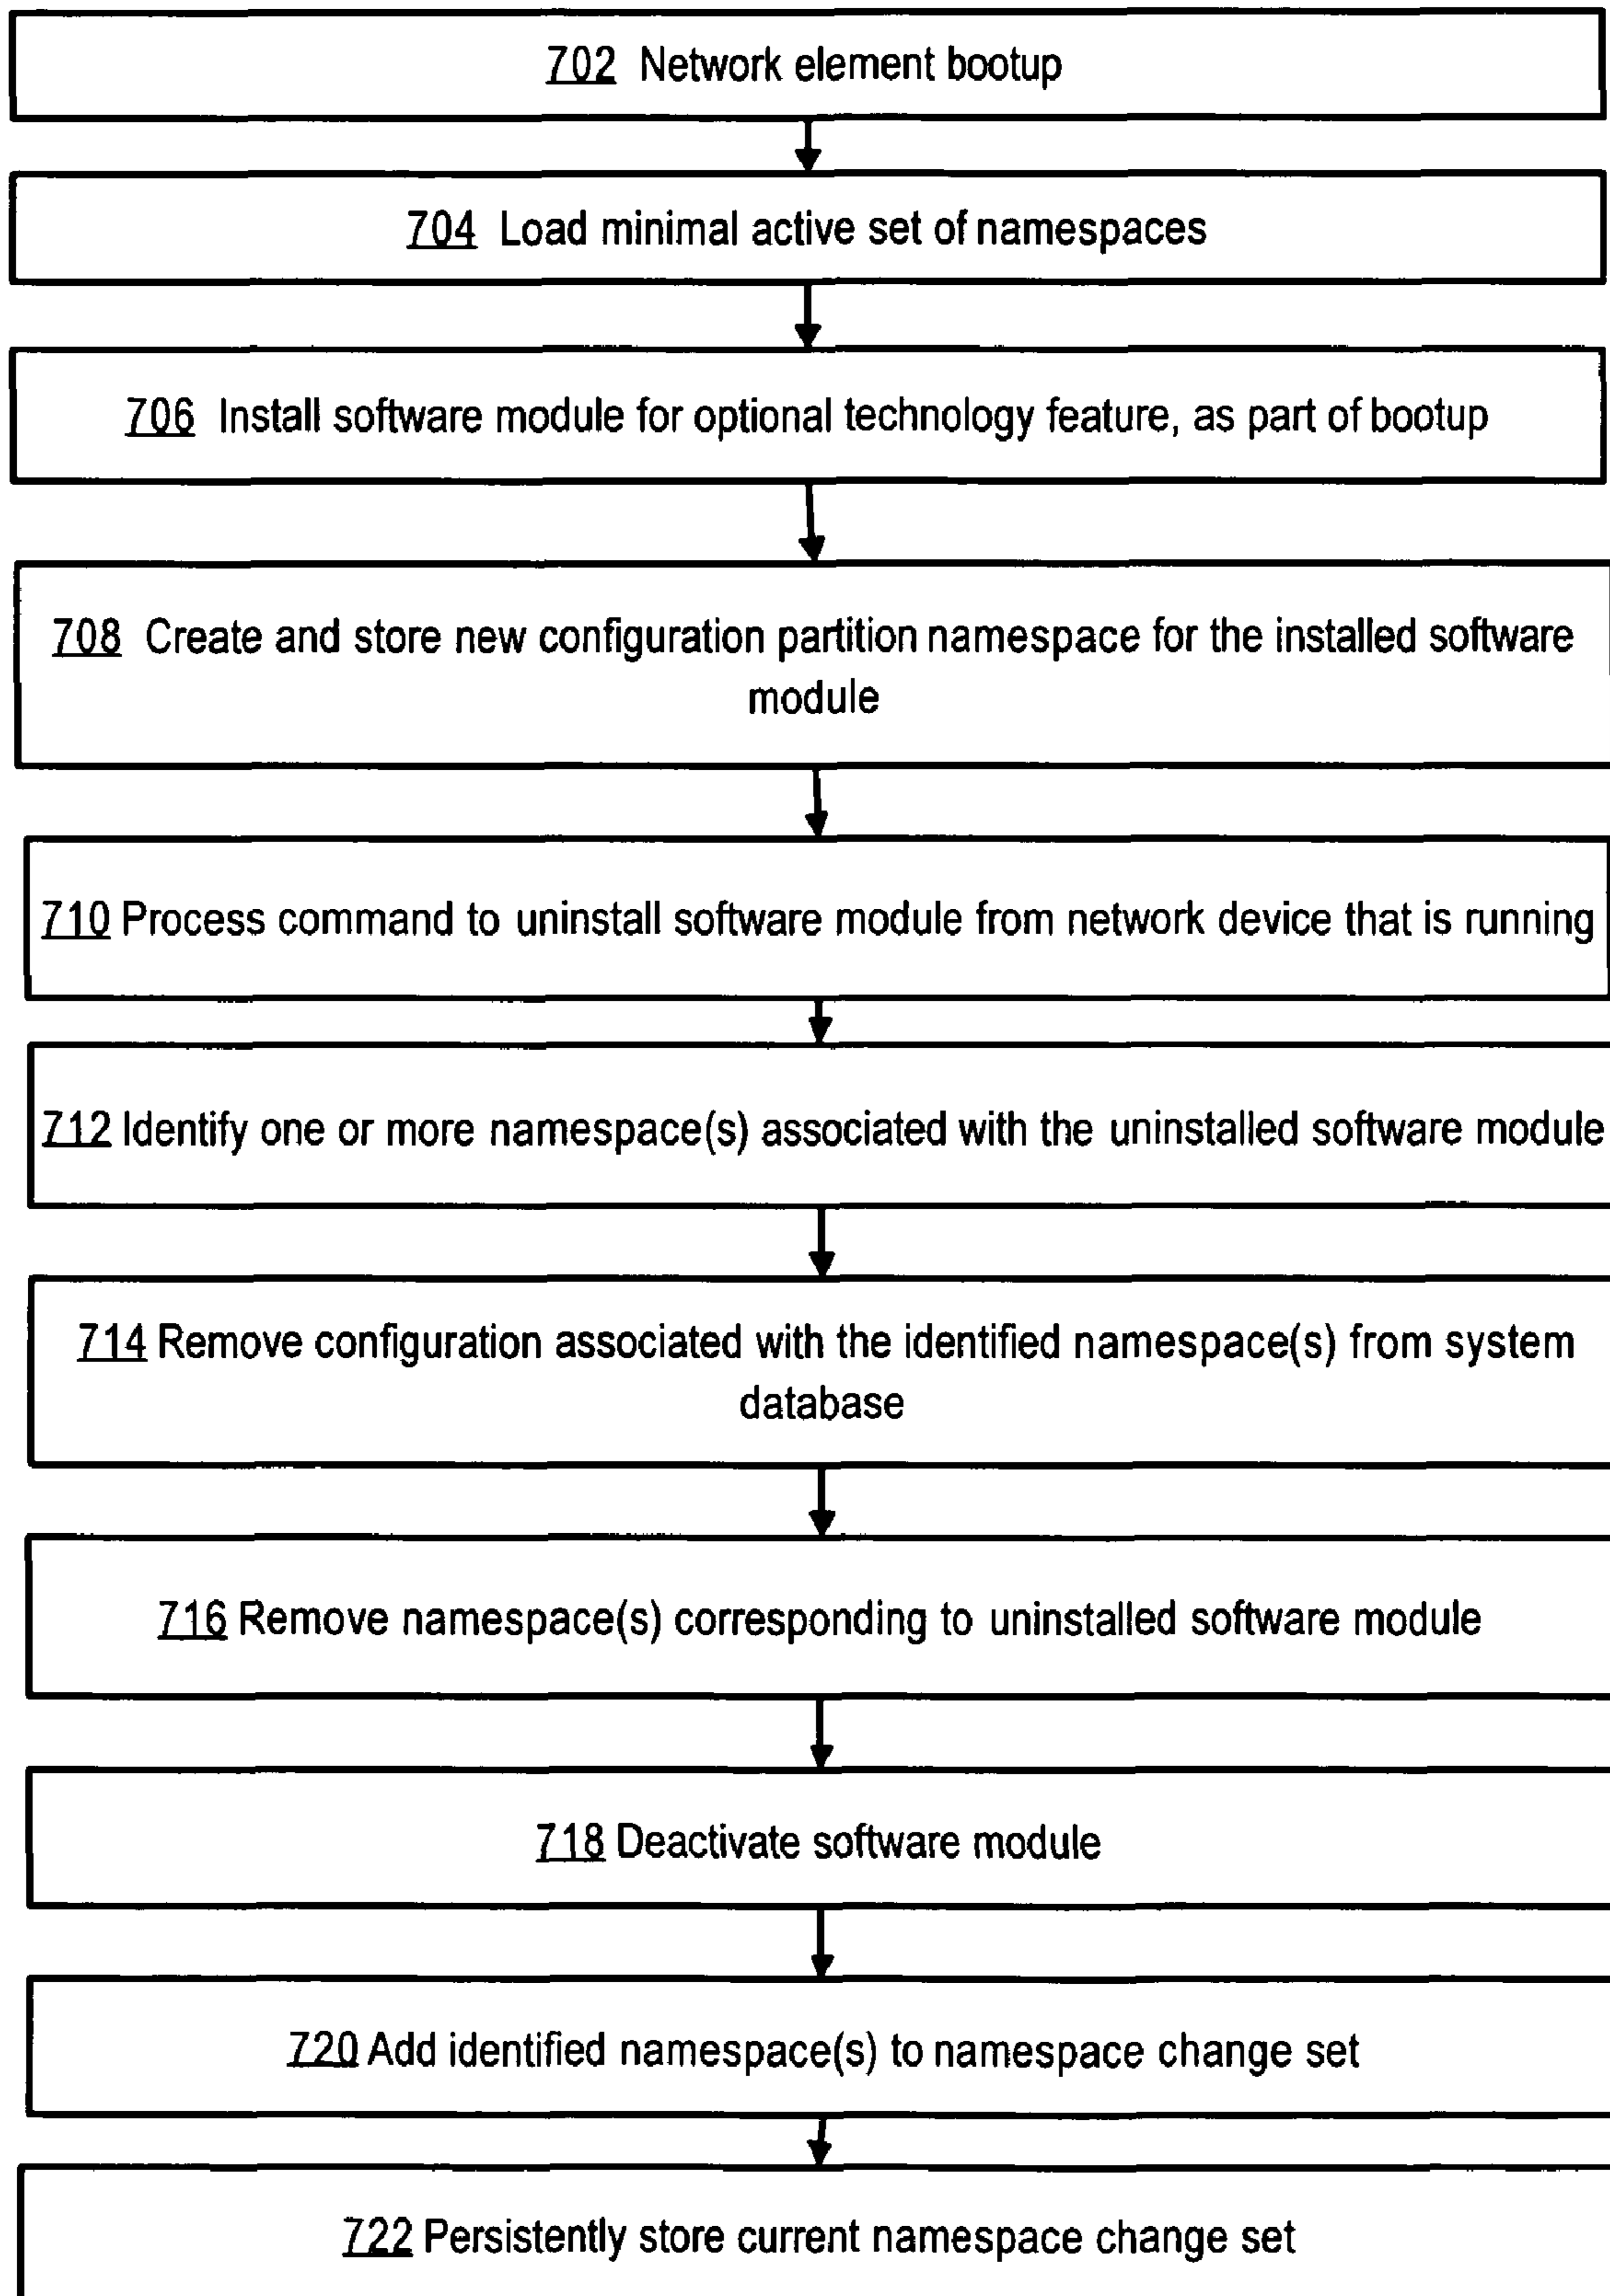 702 Network element bootup
704 Load minimal active set of namespaces
706 Install software module for optional technology feature, as part of bootup
708 Create and store new configuration partition namespace for the installed software
module
710 Process command to uninstall software module from network device that is running
712 Identify one or more namespace(s) associated with the uninstalled software module
714 Remove configuration associated with the identified namespace(s) from system
database
716 Remove namespace(s) corresponding to uninstalled software module
718 Deactivate software module
720 Add identified namespace(s) to namespace change set
722 Persistently store current namespace change set